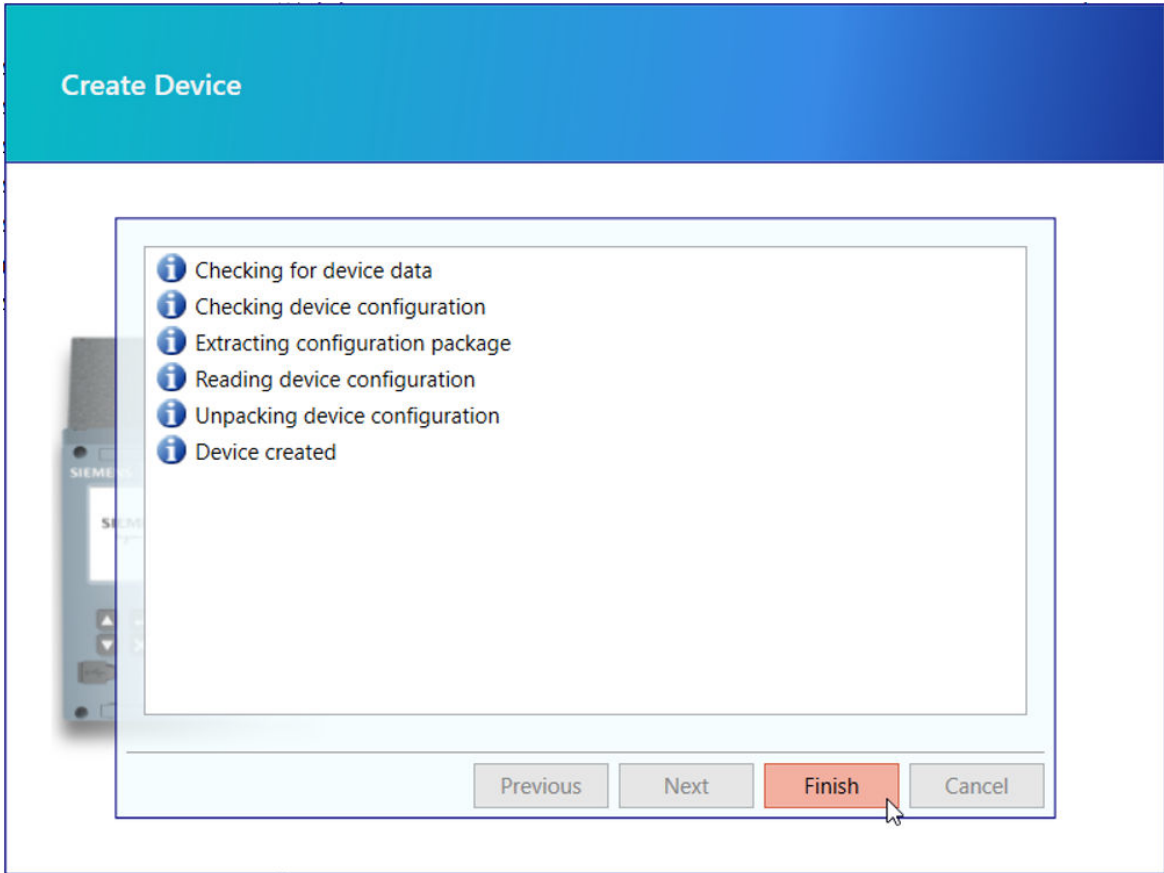 Create Device
Checking for device data
Checking device configuration
Extracting configuration package
Reading device configuration
Unpacking device configuration
Device created
SIEMENS
Previous
Next
Finish
Cancel